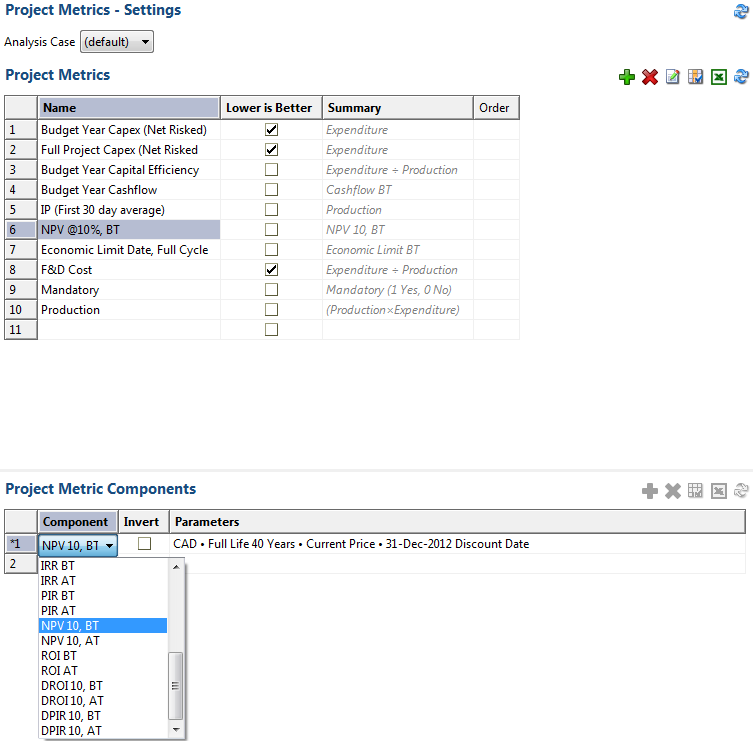 Project Metrics - Settings
Analysis Case (default)
Project Metrics
Name Lower is Better Summary Order
1 Budget Year Capex (Net Risked) Expenditure
2 Full Project Capex (Net Risked Expenditure
3 Budget Year Capital Efficiency Expenditure ÷ Production
4 Budget Year Cashflow Cashflow BT
5 IP (First 30 day average) Production
6 NPV @10%, BT NPV 10, BT
7 Economic Limit Date, Full Cycle Economic Limit BT
8 F&D Cost Expenditure ÷ Production
9 Mandatory Mandatory (1 Yes, 0 No)
10 Production (Production×Expenditure)
11
Project Metric Components
Component Invert Parameters
*1 NPV 10, BT CAD • Full Life 40 Years • Current Price • 31-Dec-2012 Discount Date
2
IRR BT
IRR AT
PIR BT
PIR AT
NPV 10, BT
NPV 10, AT
ROI BT
ROI AT
DROI 10, BT
DROI 10, AT
DPIR 10, BT
DPIR 10, AT